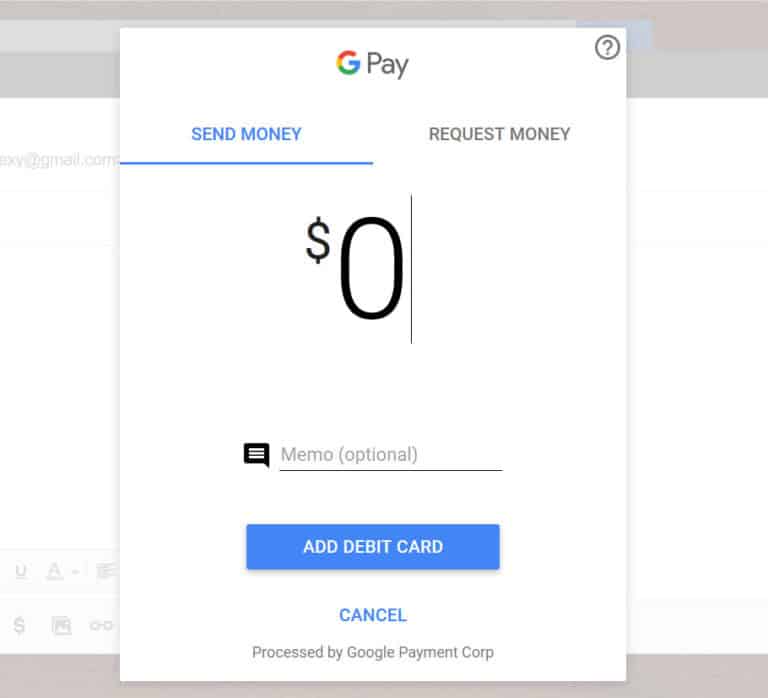 G Pay
SEND MONEY
REQUEST MONEY
exy@gmail.com
$0
Memo (optional)
ADD DEBIT CARD
CANCEL
Processed by Google Payment Corp